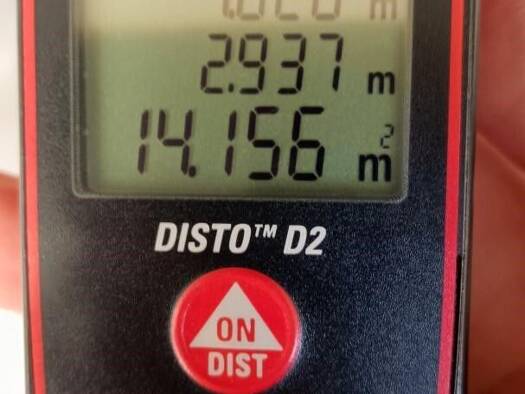 m
2.937 m
14.156 m²
DISTO™ D2
ON
DIST